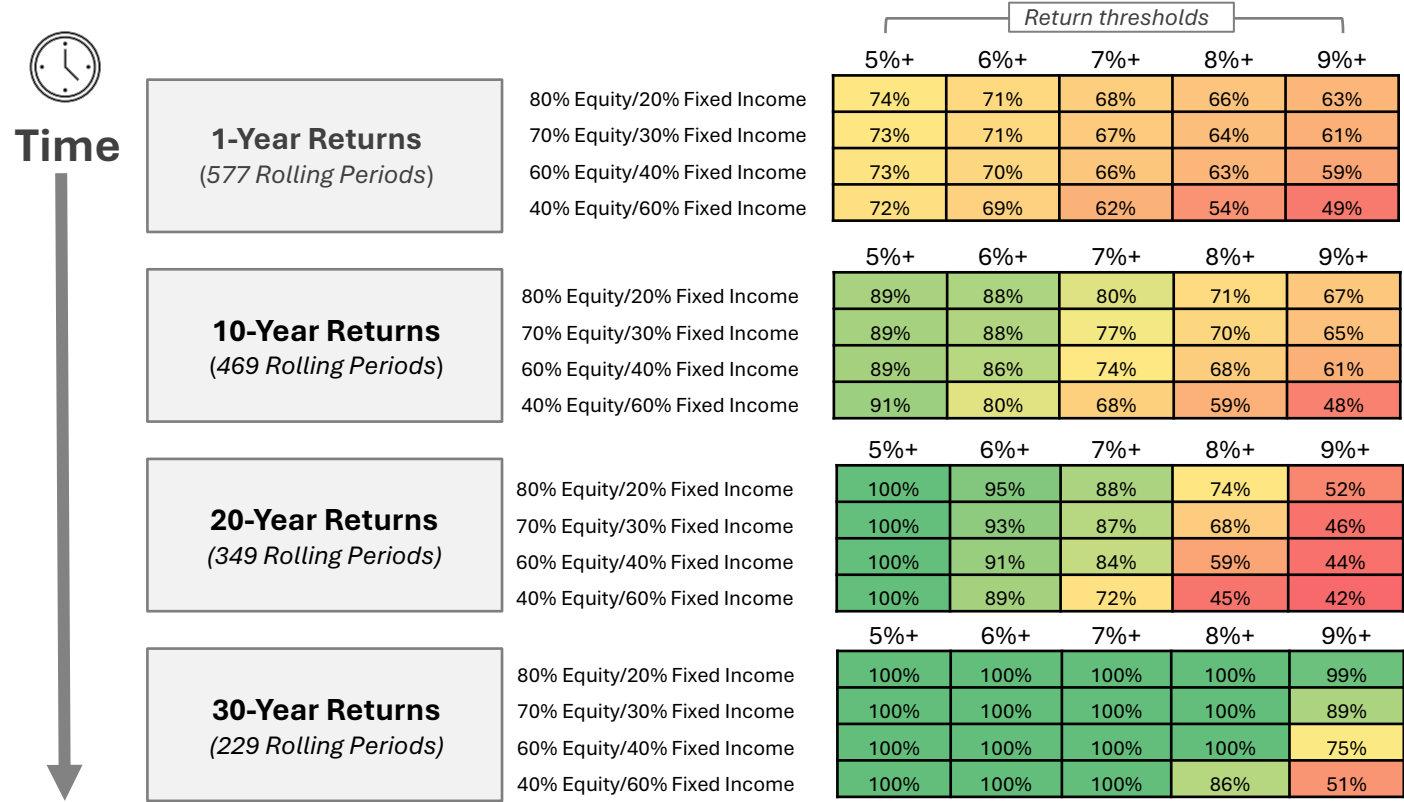 Return thresholds
Time
5%+ 6%+ 7%+ 8%+ 9%+
1-Year Returns
(577 Rolling Periods)
80% Equity/20% Fixed Income 74% 71% 68% 66% 63%
70% Equity/30% Fixed Income 73% 71% 67% 64% 61%
60% Equity/40% Fixed Income 73% 70% 66% 63% 59%
40% Equity/60% Fixed Income 72% 69% 62% 54% 49%
5%+ 6%+ 7%+ 8%+ 9%+
10-Year Returns
(469 Rolling Periods)
80% Equity/20% Fixed Income 89% 88% 80% 71% 67%
70% Equity/30% Fixed Income 89% 88% 77% 70% 65%
60% Equity/40% Fixed Income 89% 86% 74% 68% 61%
40% Equity/60% Fixed Income 91% 80% 68% 59% 48%
5%+ 6%+ 7%+ 8%+ 9%+
20-Year Returns
(349 Rolling Periods)
80% Equity/20% Fixed Income 100% 95% 88% 74% 52%
70% Equity/30% Fixed Income 100% 93% 87% 68% 46%
60% Equity/40% Fixed Income 100% 91% 84% 59% 44%
40% Equity/60% Fixed Income 100% 89% 72% 45% 42%
5%+ 6%+ 7%+ 8%+ 9%+
30-Year Returns
(229 Rolling Periods)
80% Equity/20% Fixed Income 100% 100% 100% 100% 99%
70% Equity/30% Fixed Income 100% 100% 100% 100% 89%
60% Equity/40% Fixed Income 100% 100% 100% 100% 75%
40% Equity/60% Fixed Income 100% 100% 100% 86% 51%